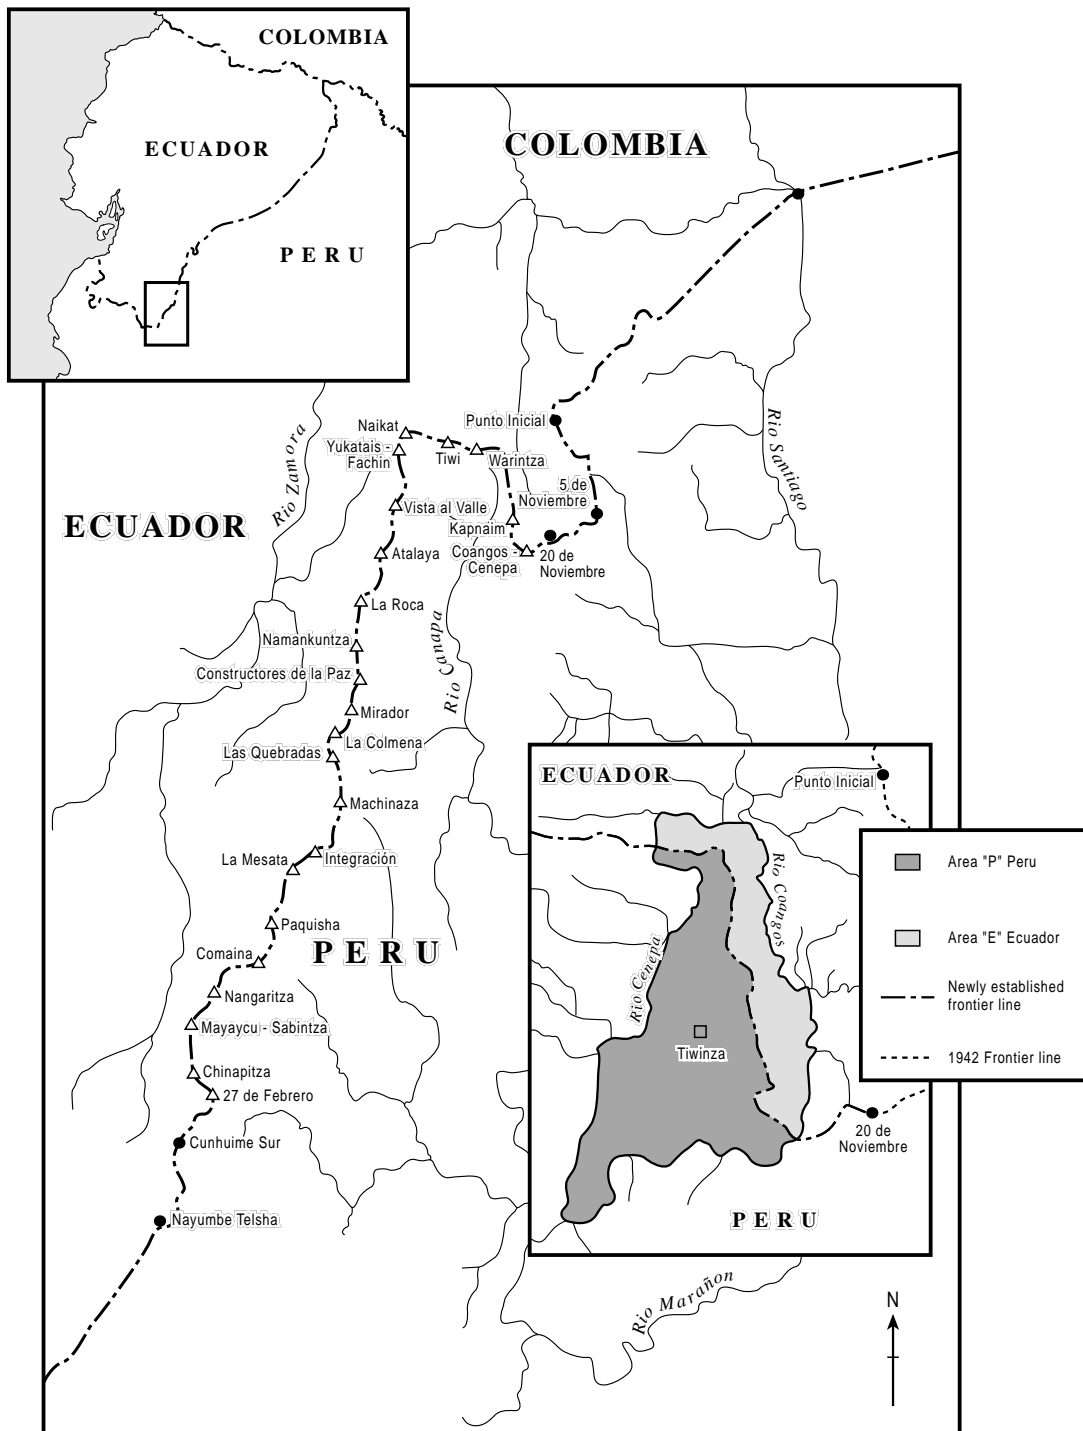 COLOMBIA
ECUADOR
PERU
COLOMBIA
Rio Zamora
Rio Santiago
Naikat
Yukatais -
Fachin
Tiwi
Warintza
Punto Inicial
5 de
Noviembre
Vista al Valle
Kapnaim
ECUADOR
Atalaya
Coangos -
Cenepa
20 de
Noviembre
La Roca
Rio Canapa
Namankuntza
Constructores de la Paz
Mirador
La Colmena
Las Quebradas
Machinaza
La Mesata
Integración
Paquisha
PERU
Comaina
Nangaritza
Mayaycu - Sabintza
Chinapitza
27 de Febrero
Cunhuime Sur
Nayumbe Telsha
Rio Marañon
ECUADOR
Punto Inicial
Rio Coangos
Rio Cenepa
Tiwinza
20 de
Noviembre
PERU
Area "P" Peru
Area "E" Ecuador
Newly established
frontier line
1942 Frontier line
N